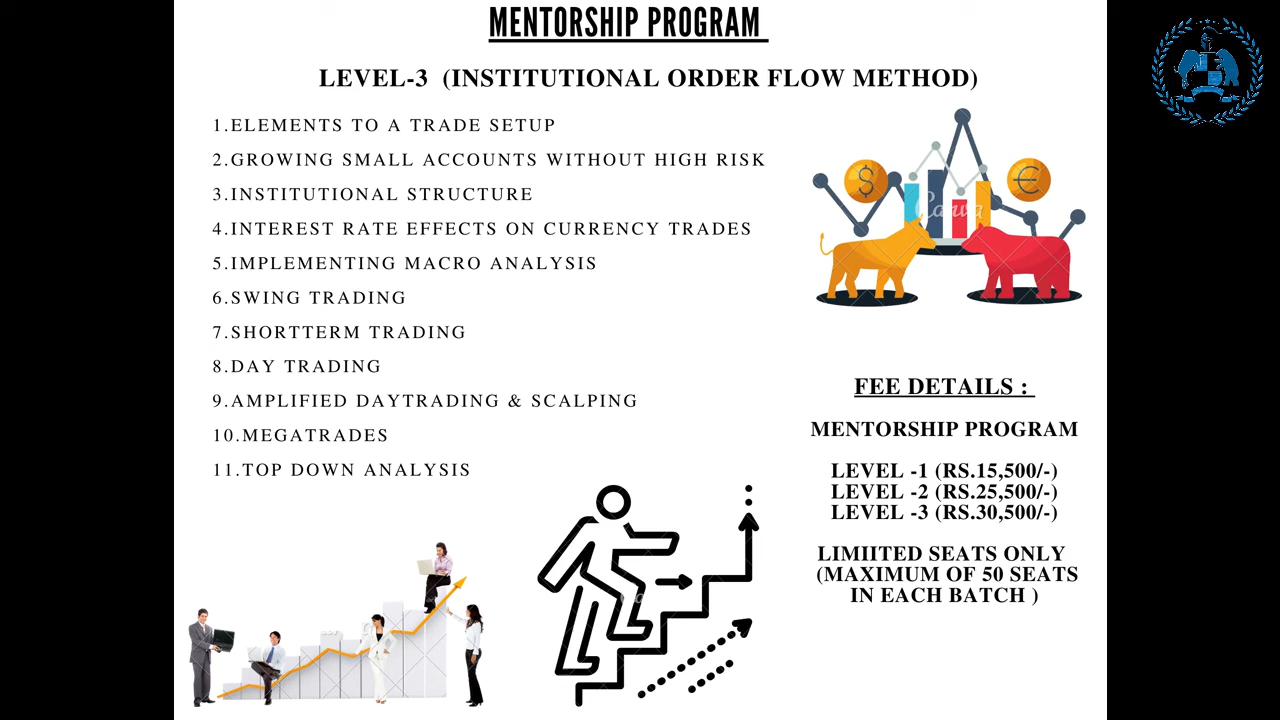 MENTORSHIP PROGRAM
LEVEL-3 (INSTITUTIONAL ORDER FLOW METHOD)
1.ELEMENTS TO A TRADE SETUP
2.GROWING SMALL ACCOUNTS WITHOUT HIGH RISK
3.INSTITUTIONAL STRUCTURE
4.INTEREST RATE EFFECTS ON CURRENCY TRADES
5.IMPLEMENTING MACRO ANALYSIS
6.SWING TRADING
7.SHORTTERM TRADING
8.DAY TRADING
9.AMPLIFIED DAYTRADING & SCALPING
10.MEGATRADES
11.TOP DOWN ANALYSIS
$
€
Canva
FEE DETAILS :
MENTORSHIP PROGRAM
LEVEL -1 (RS.15,500/-)
LEVEL -2 (RS.25,500/-)
LEVEL -3 (RS.30,500/-)
LIMIITED SEATS ONLY
(MAXIMUM OF 50 SEATS
IN EACH BATCH )